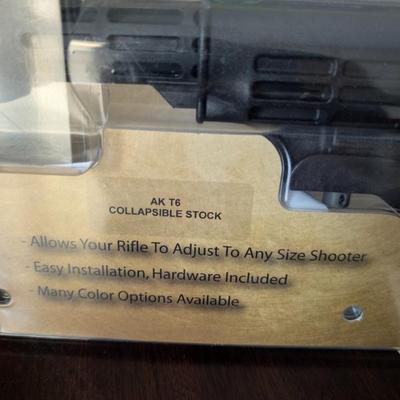 AK T6
COLLAPSIBLE STOCK
- Allows Your Rifle To Adjust To Any Size Shooter
- Easy Installation, Hardware Included
- Many Color Options Available